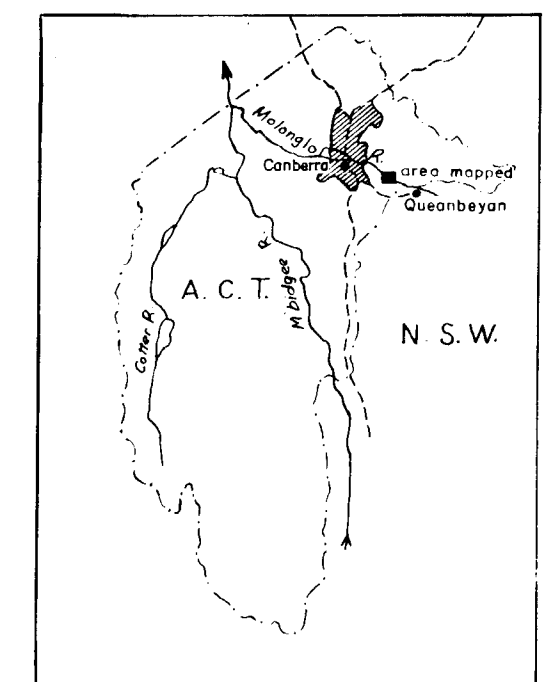 Molonglo R.
Canberra
area mapped
Queanbeyan
A. C. T.
M'bidgee R.
Cotter R.
N. S. W.